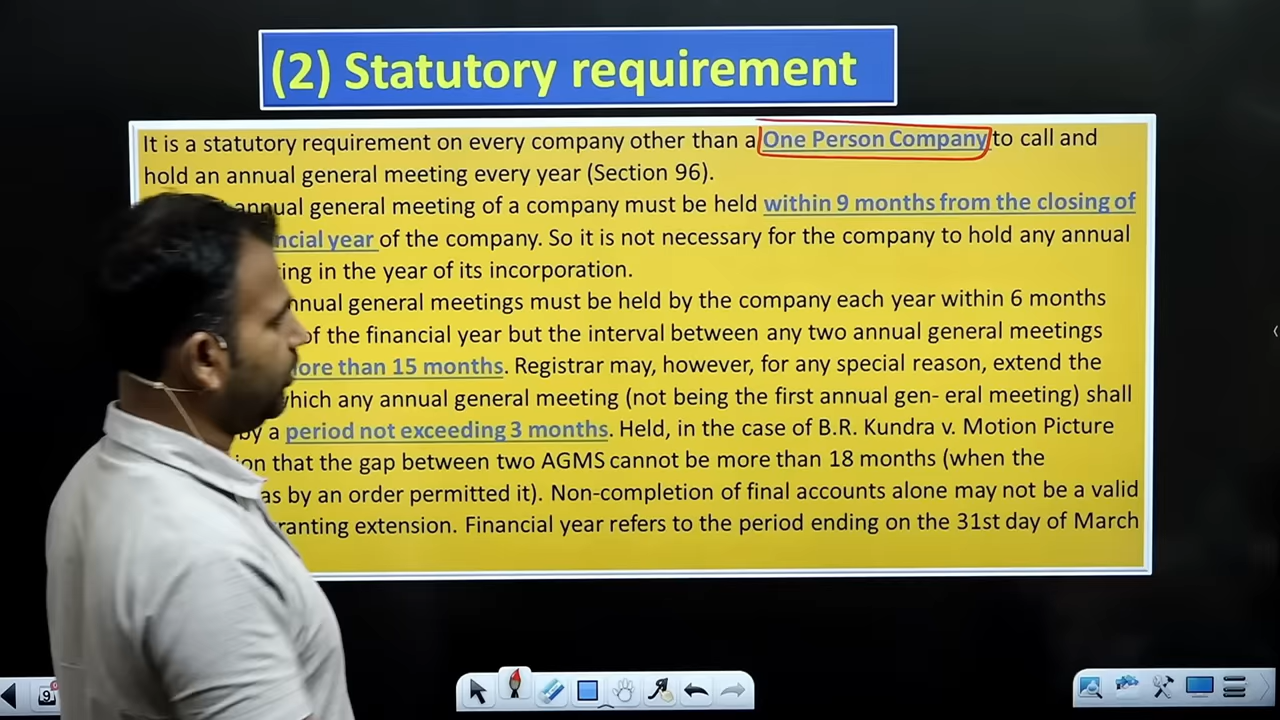 (2) Statutory requirement
It is a statutory requirement on every company other than a One Person Company to call and
hold an annual general meeting every year (Section 96).
annual general meeting of a company must be held within 9 months from the closing of
year of the company. So it is not necessary for the company to hold any annual
in the year of its incorporation.
general meetings must be held by the company each year within 6 months
of the financial year but the interval between any two annual general meetings
than 15 months. Registrar may, however, for any special reason, extend the
which any annual general meeting (not being the first annual gen- eral meeting) shall
by a period not exceeding 3 months. Held, in the case of B.R. Kundra v. Motion Picture
that the gap between two AGMS cannot be more than 18 months (when the
as by an order permitted it). Non-completion of final accounts alone may not be a valid
extension. Financial year refers to the period ending on the 31st day of March
9